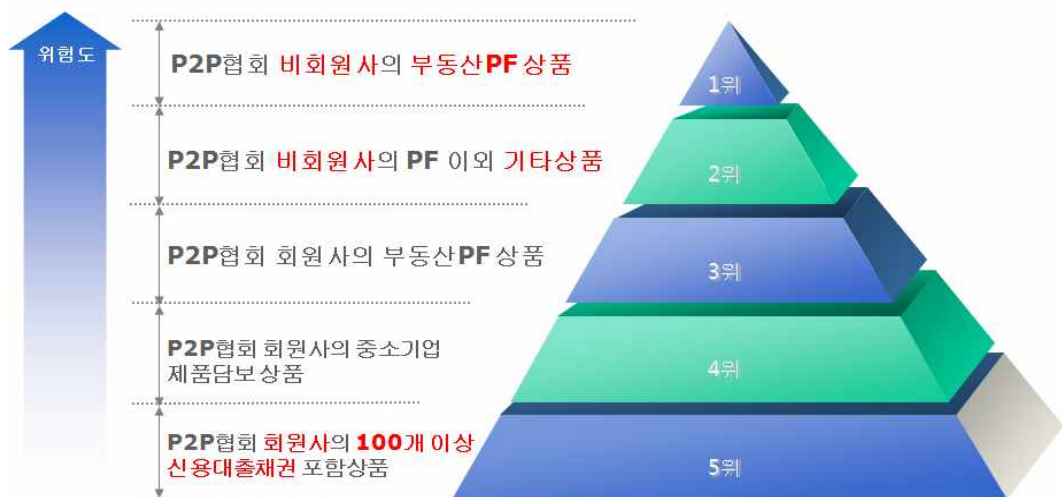 위험도
P2P협회 비회원사의 부동산PF 상품
1위
P2P협회 비회원사의 PF 이외 기타상품
2위
P2P협회 회원사의 부동산PF 상품
3위
P2P협회 회원사의 중소기업
제품담보상품
4위
P2P협회 회원사의 100개 이상
신용대출채권 포함상품
5위